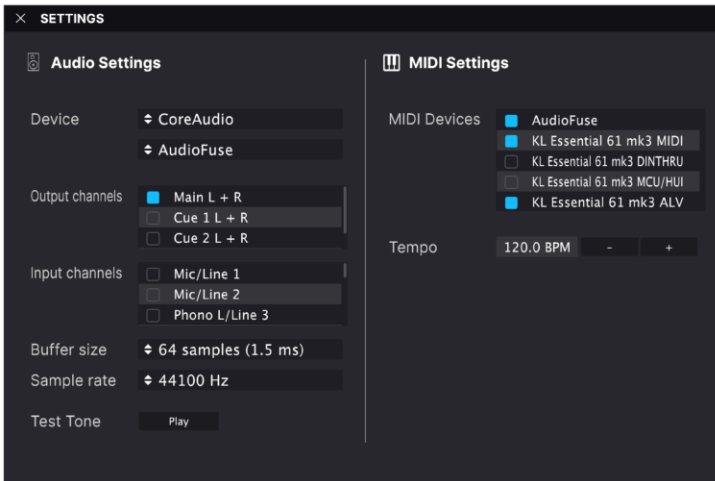 × SETTINGS
Audio Settings
Device
CoreAudio
AudioFuse
Output channels
Main L + R
Cue 1 L + R
Cue 2 L + R
Input channels
Mic/Line 1
Mic/Line 2
Phono L/Line 3
Buffer size
64 samples (1.5 ms)
Sample rate
44100 Hz
Test Tone
Play
MIDI Settings
MIDI Devices
AudioFuse
KL Essential 61 mk3 MIDI
KL Essential 61 mk3 DINTHRU
KL Essential 61 mk3 MCU/HUI
KL Essential 61 mk3 ALV
Tempo
120.0 BPM - +